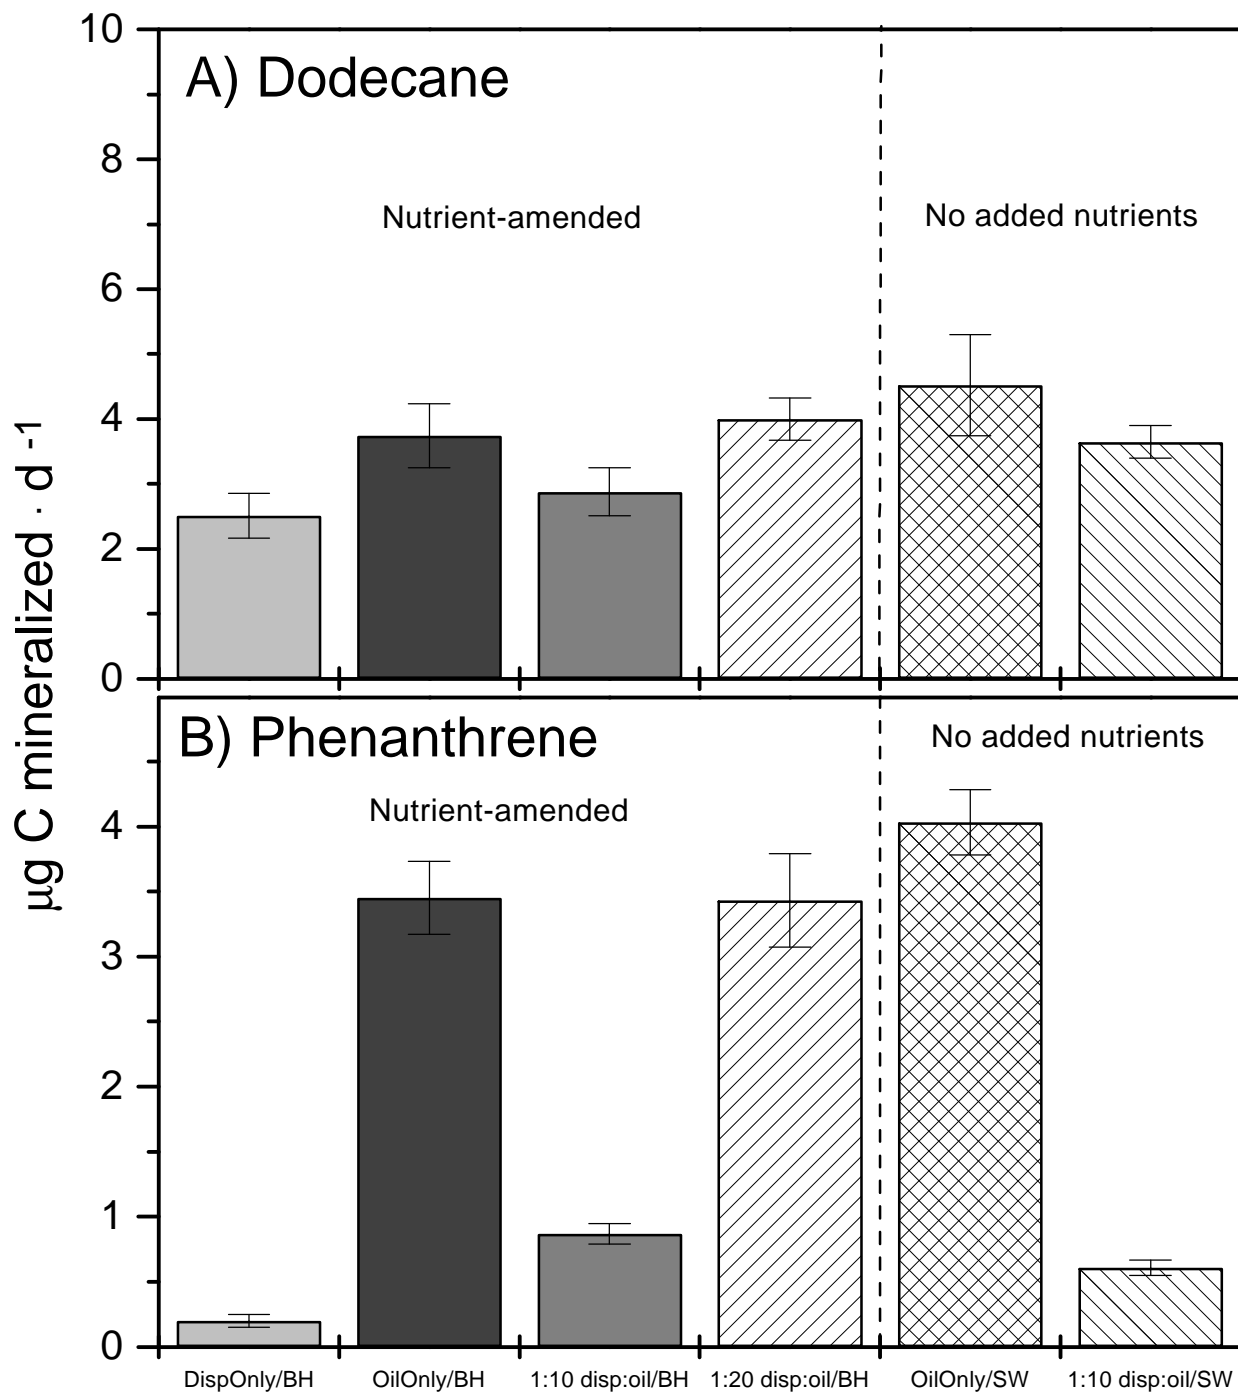 10
A) Dodecane
8
Nutrient-amended
No added nutrients
6
4
2
0
µg C mineralized · d -1
B) Phenanthrene
No added nutrients
Nutrient-amended
4
3
2
1
0
DispOnly/BH
OilOnly/BH
1:10 disp:oil/BH
1:20 disp:oil/BH
OilOnly/SW
1:10 disp:oil/SW